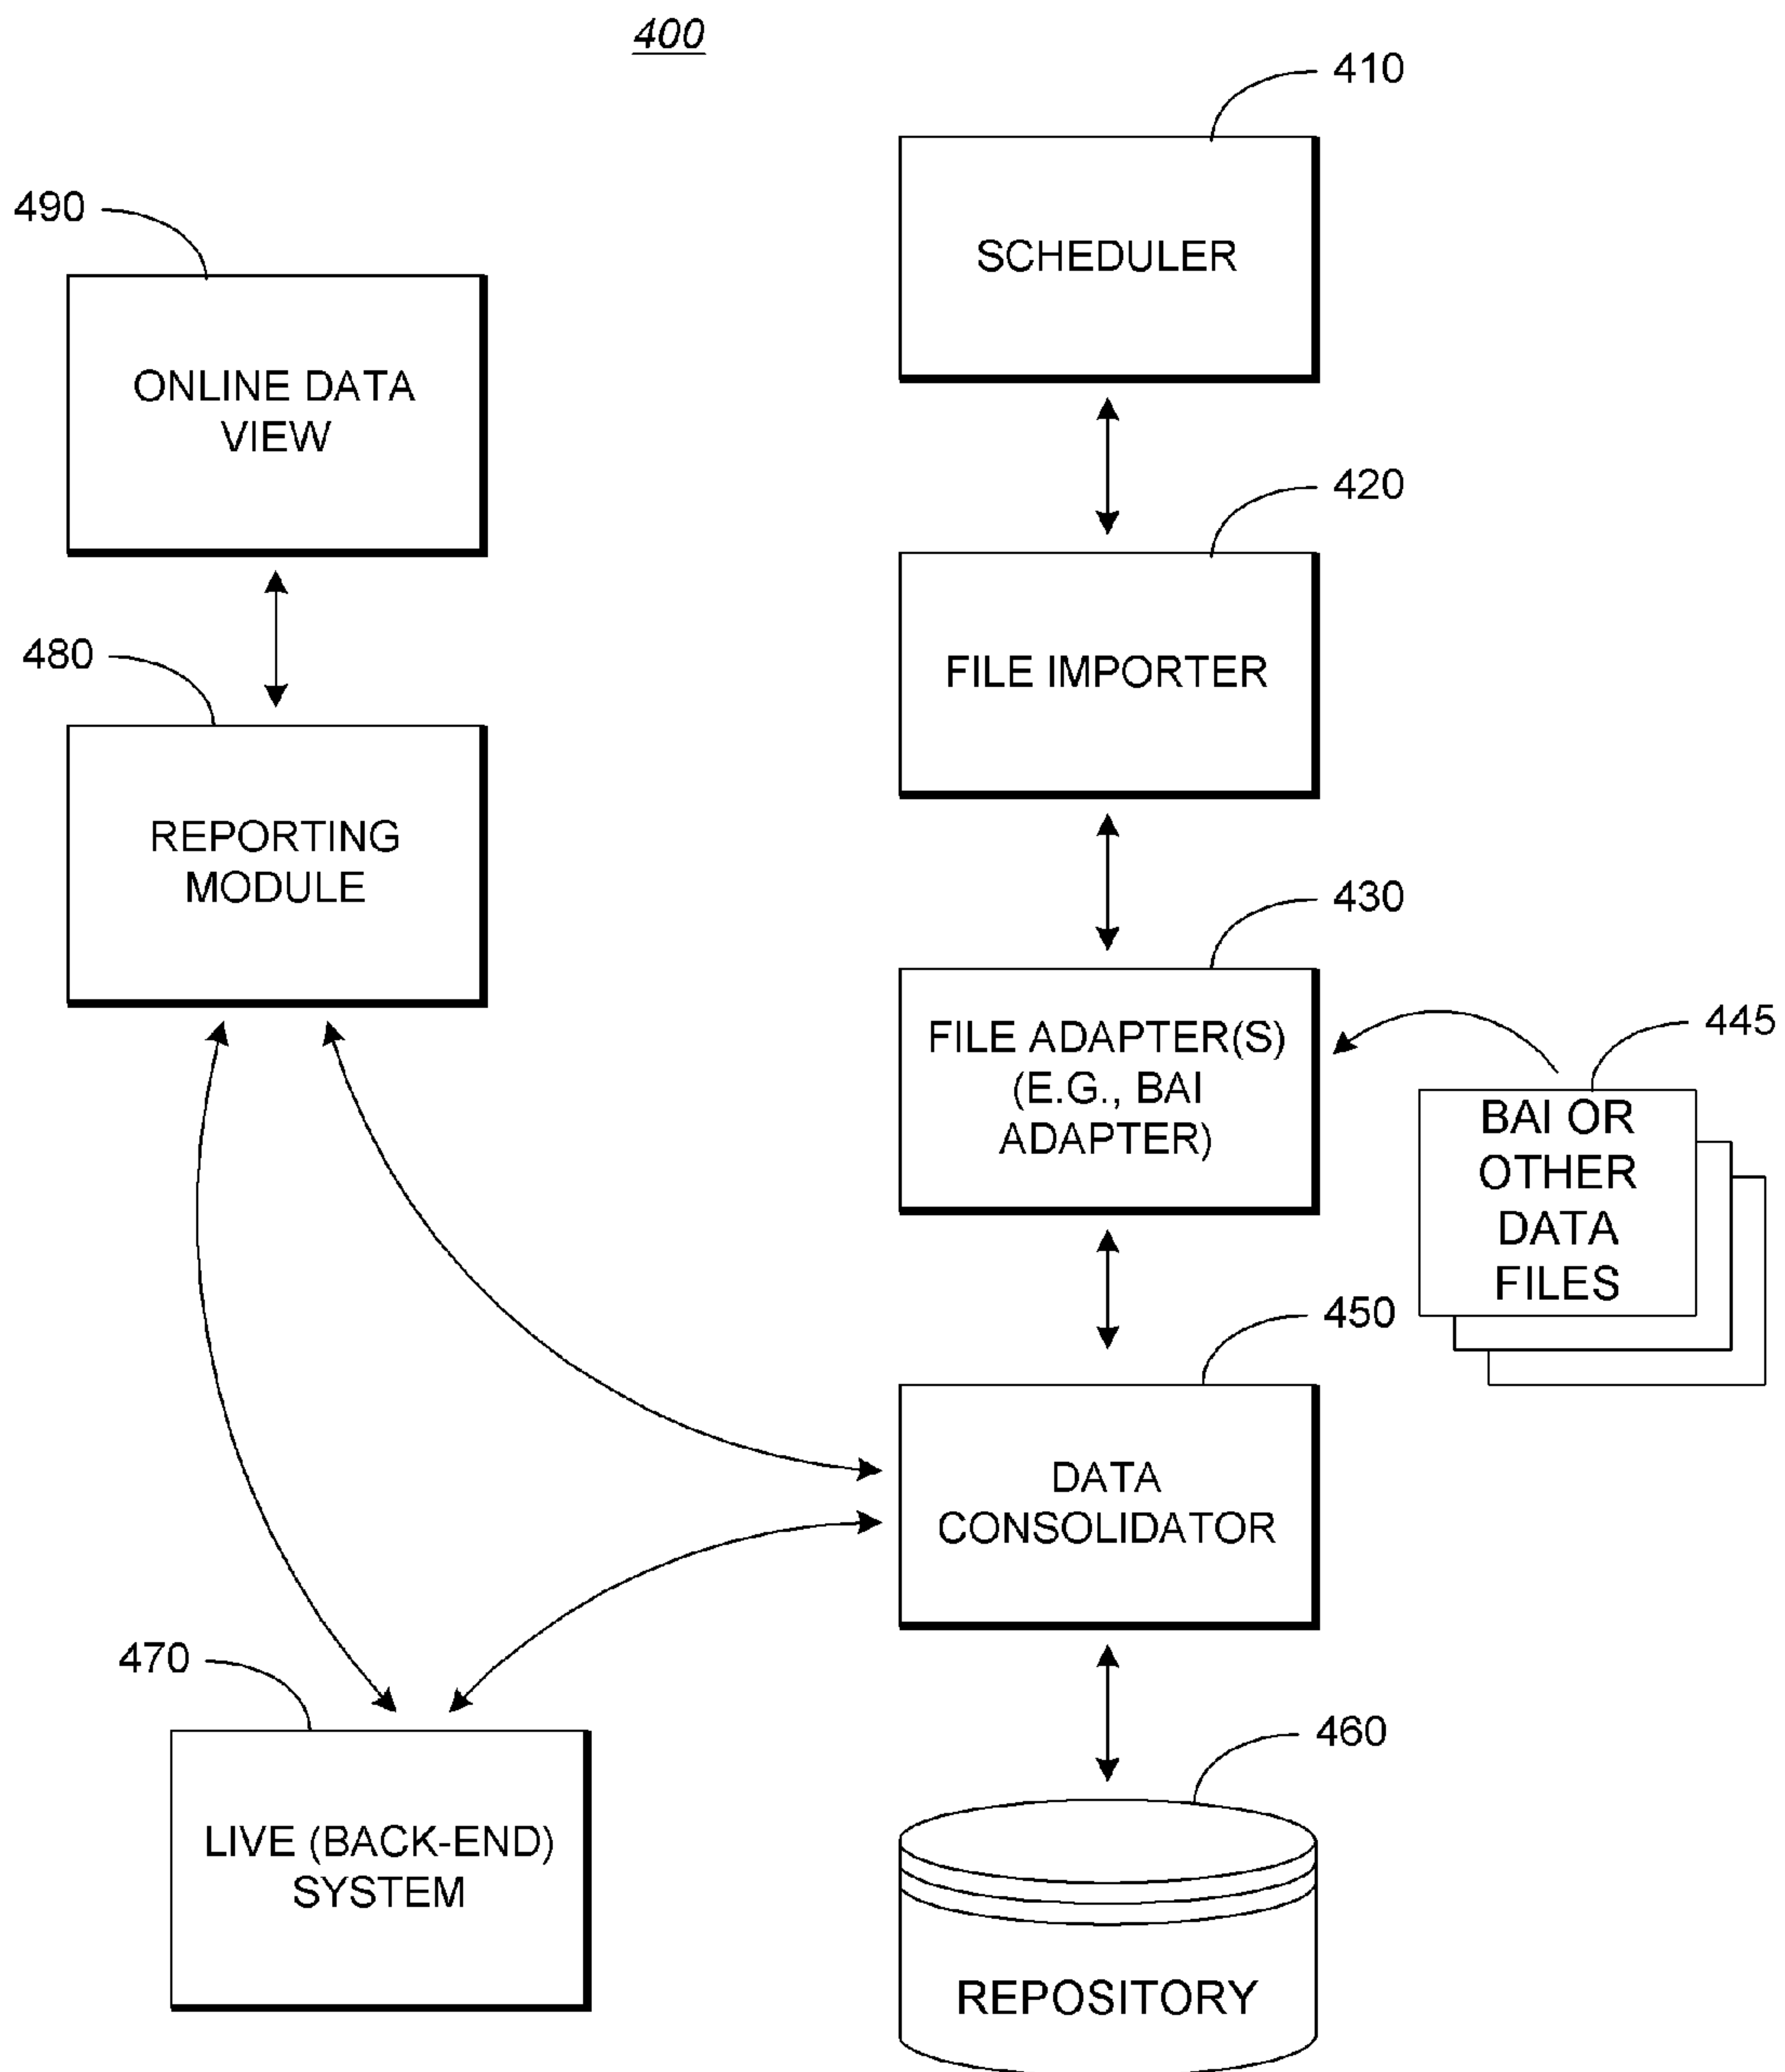 400
410
SCHEDULER
490
ONLINE DATA
VIEW
420
FILE IMPORTER
480
REPORTING
MODULE
430
FILE ADAPTER(S)
(E.G., BAI
ADAPTER)
445
BAI OR
OTHER
DATA
FILES
450
DATA
CONSOLIDATOR
470
LIVE (BACK-END)
SYSTEM
460
REPOSITORY